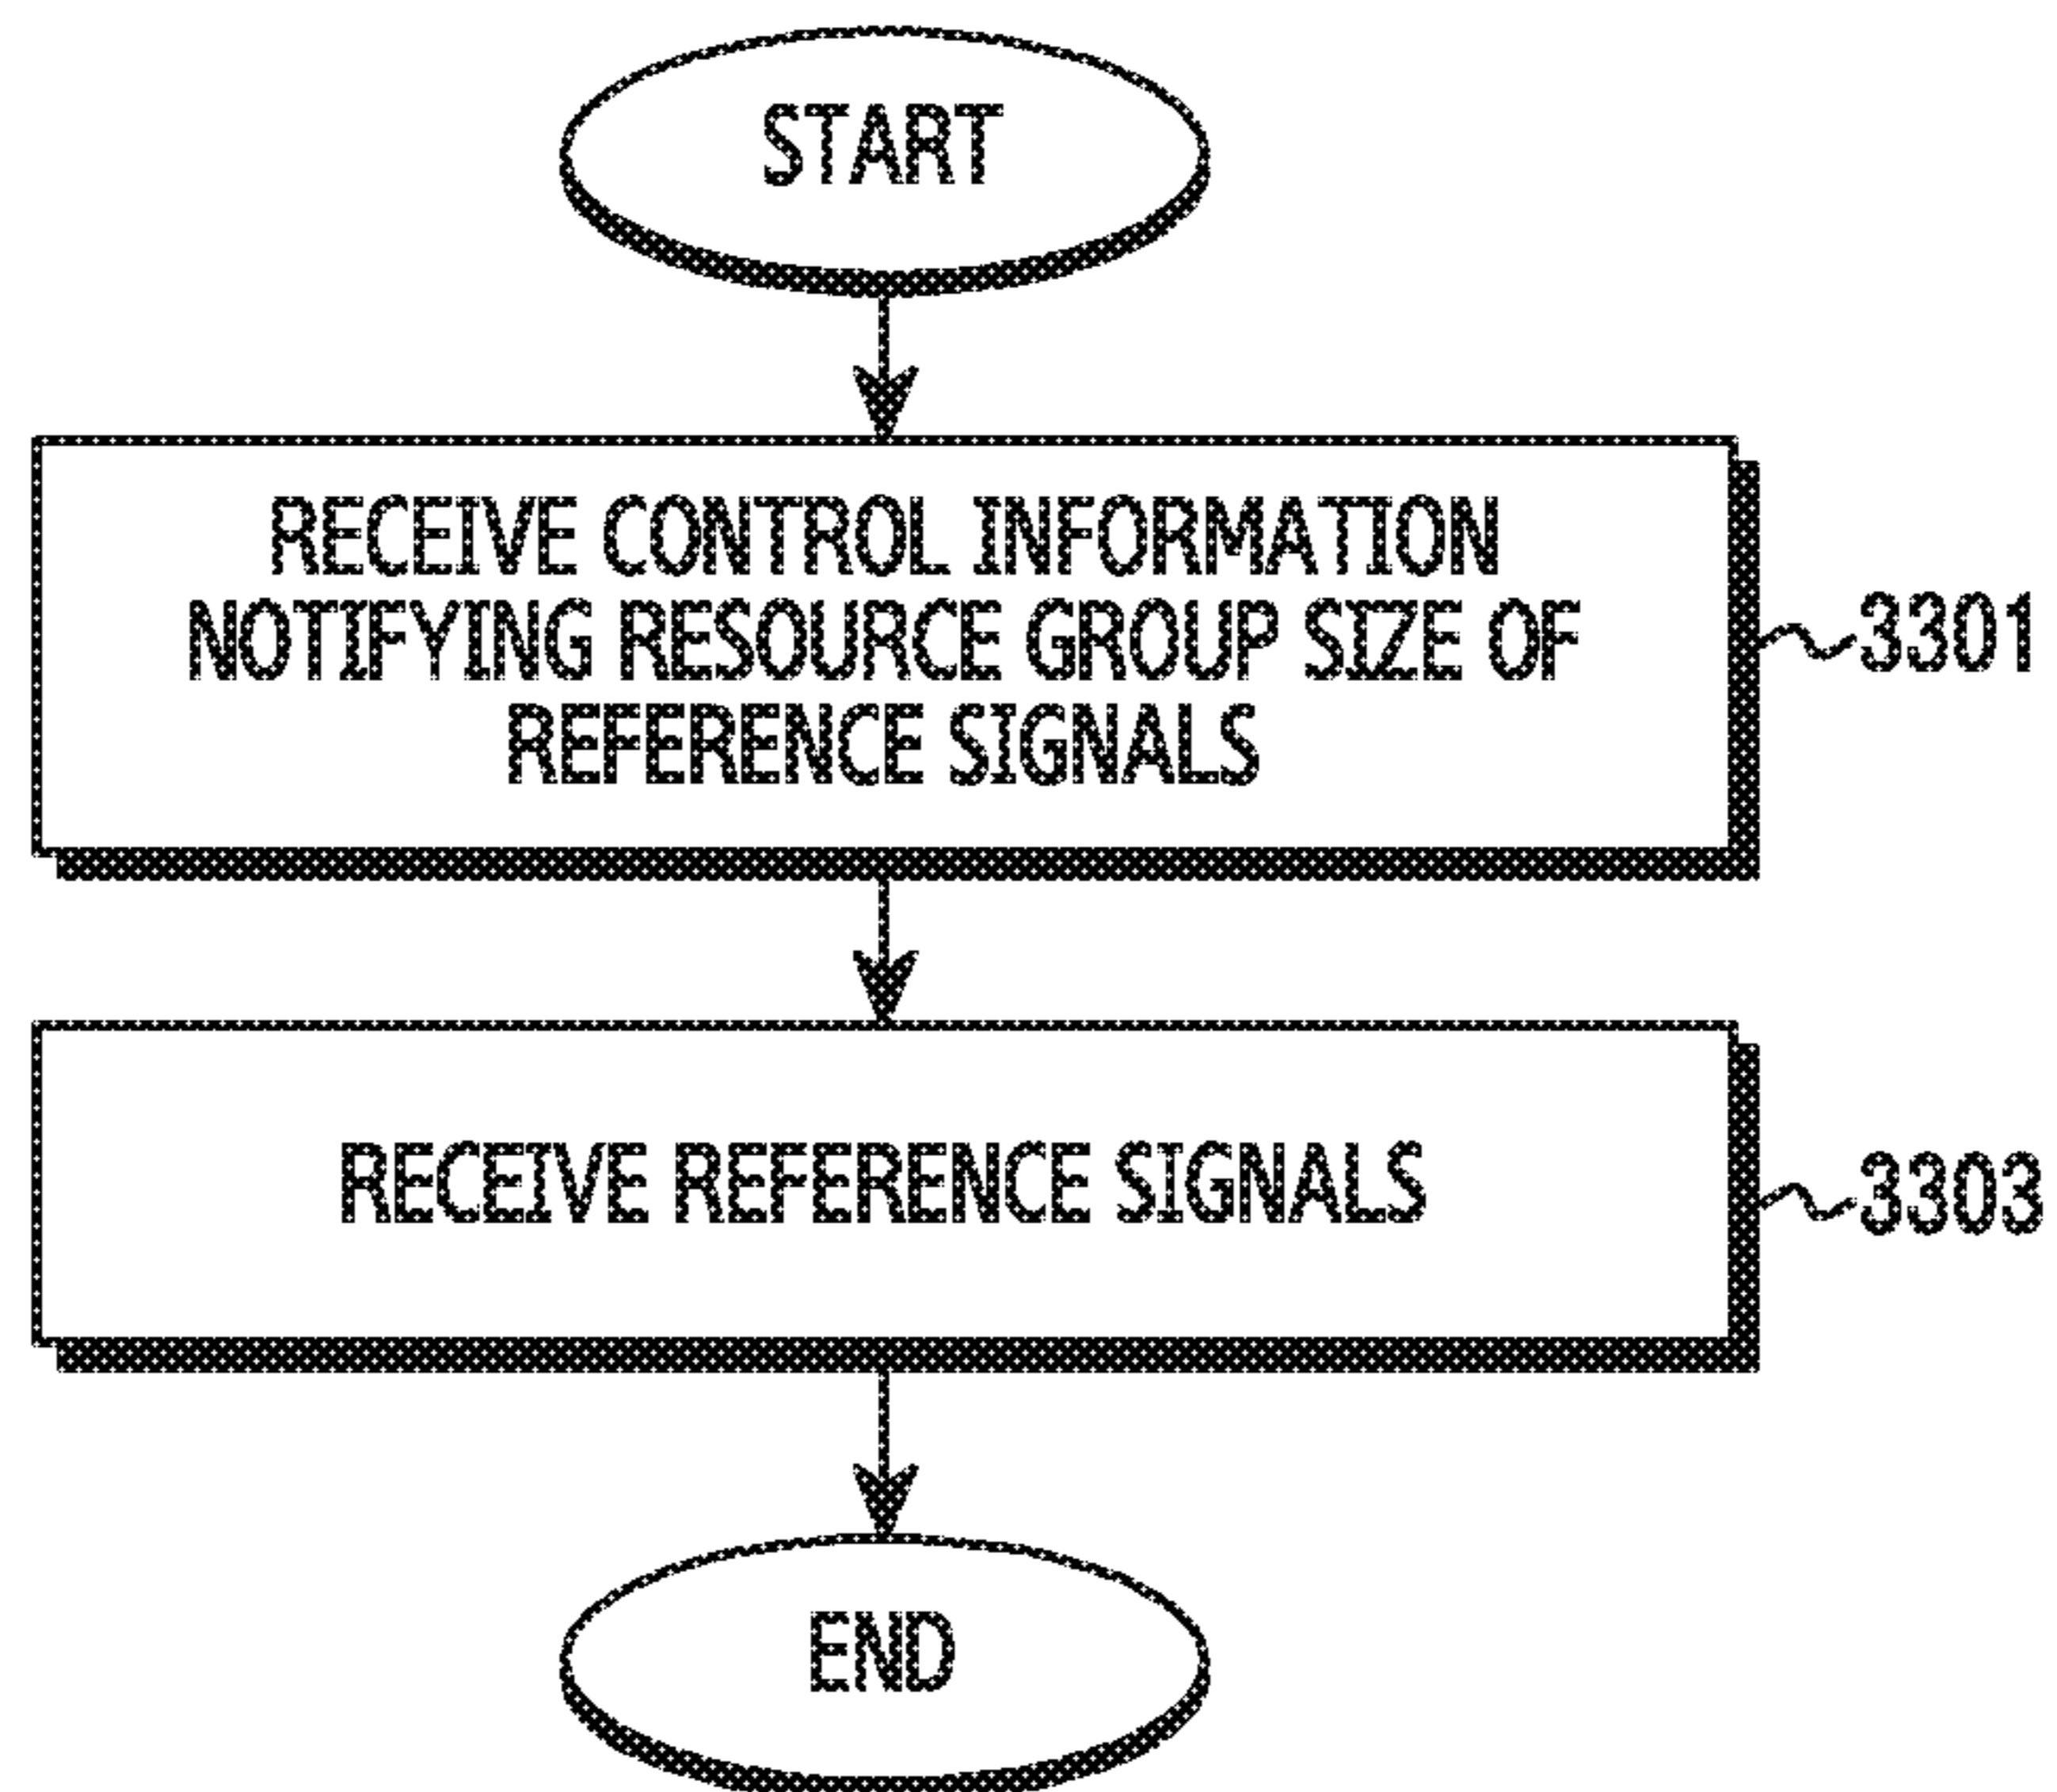 START
RECEIVE CONTROL INFORMATION
NOTIFYING RESOURCE GROUP SIZE OF
REFERENCE SIGNALS
3301
RECEIVE REFERENCE SIGNALS
3303
END